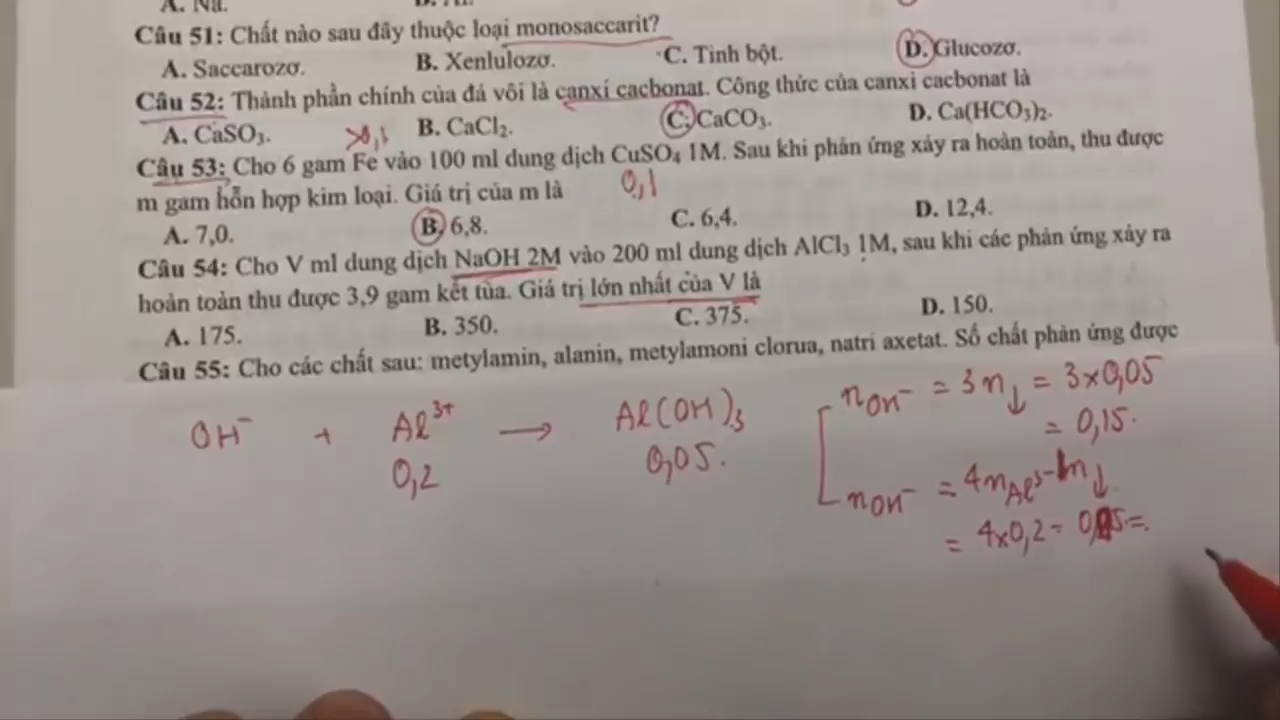 A. Na.
Câu 51: Chất nào sau đây thuộc loại monosaccarit?
A. Saccarozơ. B. Xenlulozơ. C. Tinh bột. D. Glucozơ.
Câu 52: Thành phần chính của đá vôi là canxi cacbonat. Công thức của canxi cacbonat là
A. CaSO₃. B. CaCl₂. C. CaCO₃. D. Ca(HCO₃)₂.
>0,1
Câu 53: Cho 6 gam Fe vào 100 ml dung dịch CuSO₄ 1M. Sau khi phản ứng xảy ra hoàn toàn, thu được
0,1
m gam hỗn hợp kim loại. Giá trị của m là
A. 7,0. B. 6,8. C. 6,4. D. 12,4.
Câu 54: Cho V ml dung dịch NaOH 2M vào 200 ml dung dịch AlCl₃ 1M, sau khi các phản ứng xảy ra
hoàn toàn thu được 3,9 gam kết tủa. Giá trị lớn nhất của V là
A. 175. B. 350. C. 375. D. 150.
Câu 55: Cho các chất sau: metylamin, alanin, metylamoni clorua, natri axetat. Số chất phản ứng được
OH⁻ + Al³⁺ → Al(OH)₃
0,2 0,05.
nOH⁻ = 3n↓ = 3×0,05
= 0,15.
nOH⁻ = 4nAl³⁺ - n↓
= 4×0,2 -